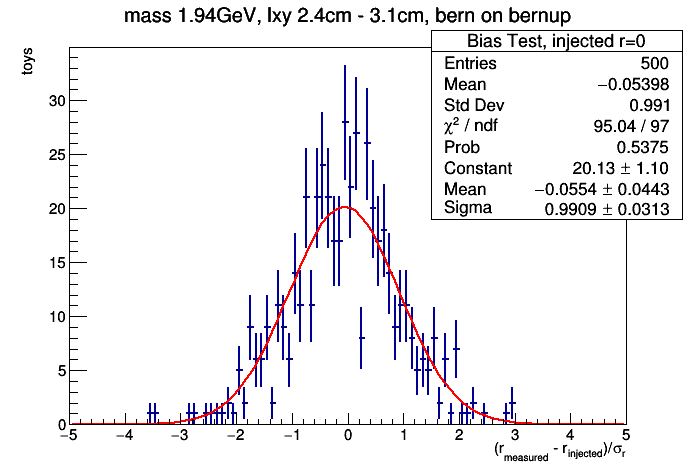 mass 1.94GeV, lxy 2.4cm - 3.1cm, bern on bernup
toys
Bias Test, injected r=0
Entries 500
Mean −0.05398
Std Dev 0.991
χ² / ndf 95.04 / 97
Prob 0.5375
Constant 20.13 ± 1.10
Mean −0.0554 ± 0.0443
Sigma 0.9909 ± 0.0313
30
25
20
15
10
5
0
−5 −4 −3 −2 −1 0 1 2 3 4 5
(r_measured - r_injected)/σ_r